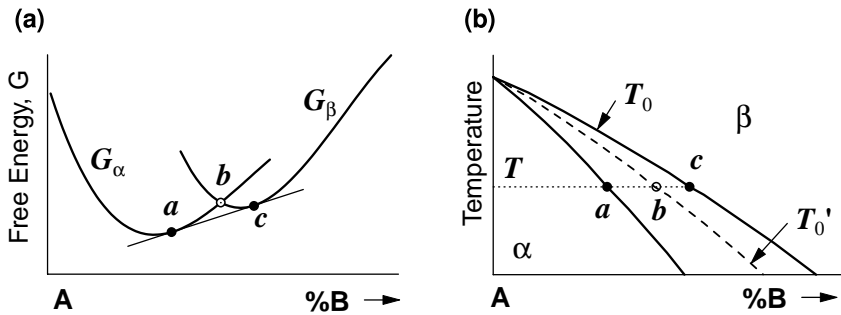 (a)
Free Energy, G
G_α
G_β
a
b
c
A
%B
(b)
Temperature
T_0
β
T
a
b
c
T_0'
α
A
%B